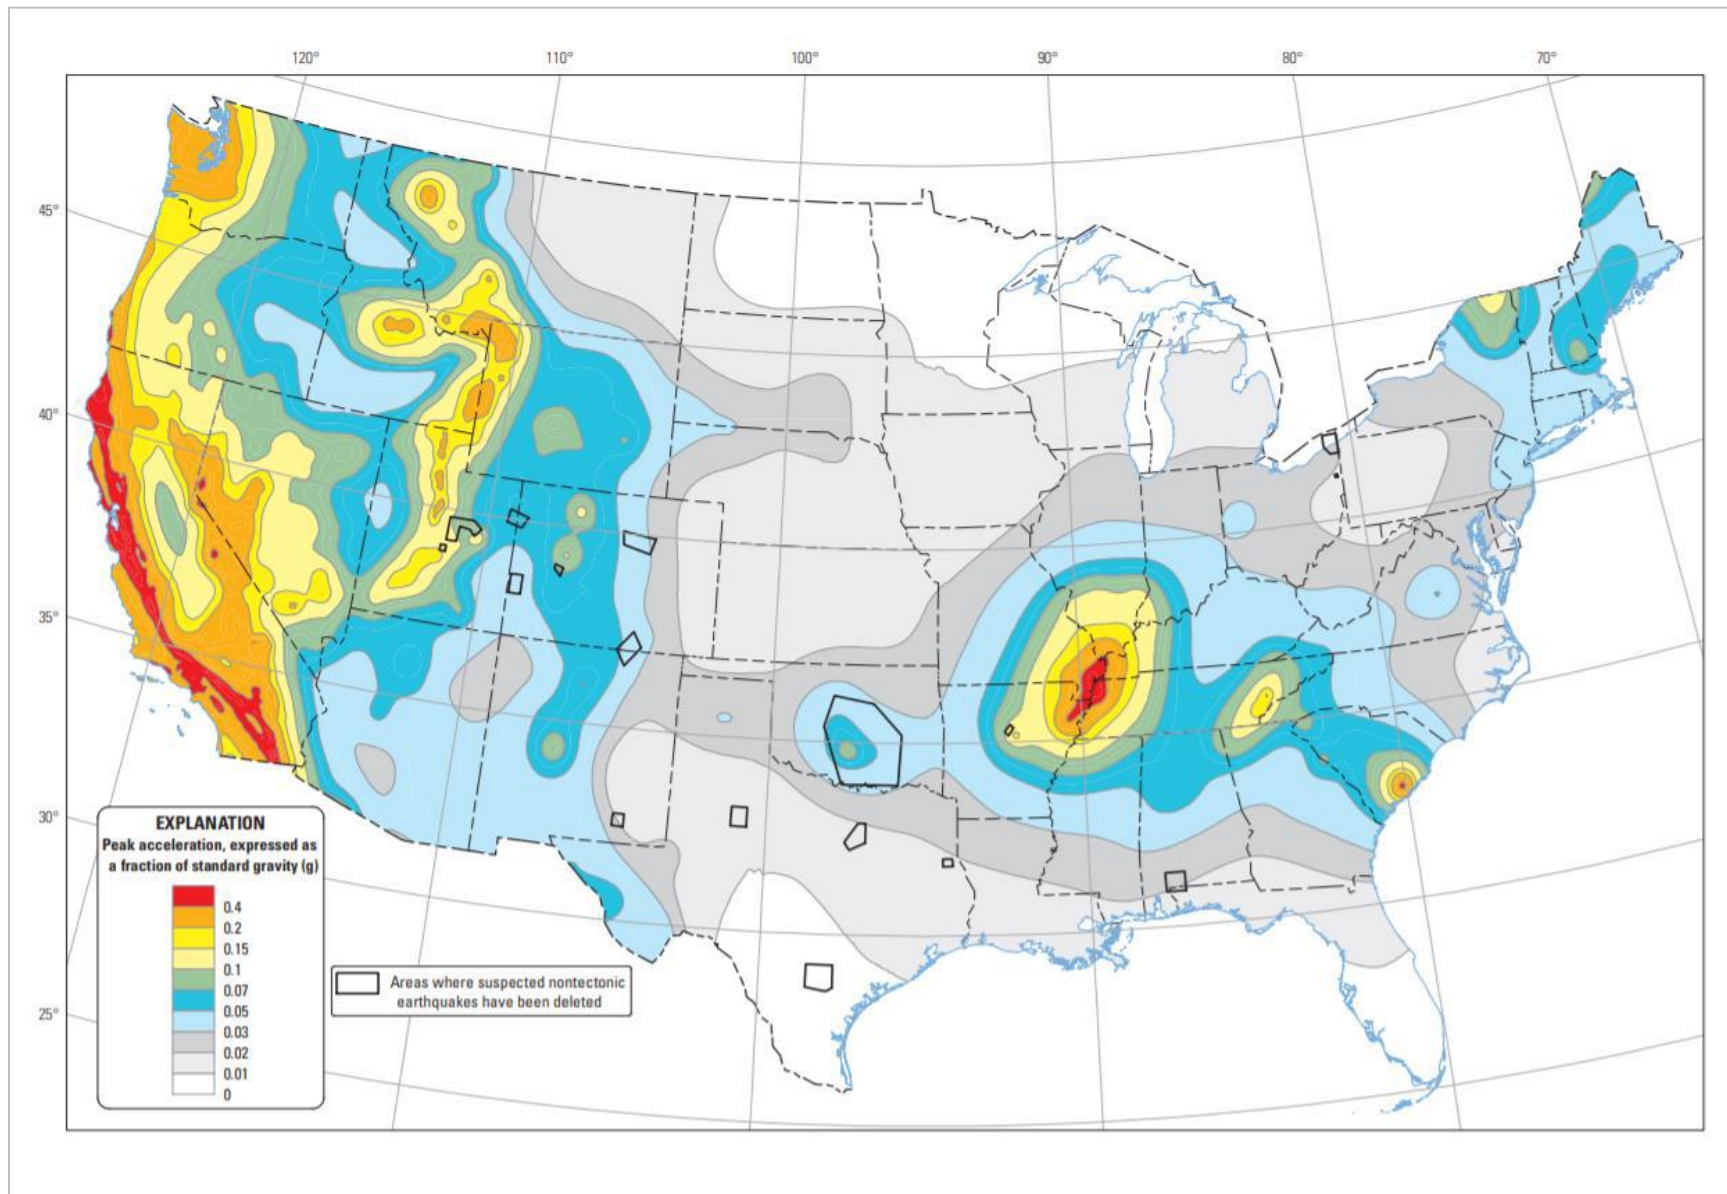 120° 110° 100° 90° 80° 70°
45°
40°
35°
30°
25°
EXPLANATION
Peak acceleration, expressed as
a fraction of standard gravity (g)
0.4
0.2
0.15
0.1
0.07
0.05
0.03
0.02
0.01
0
Areas where suspected nontectonic
earthquakes have been deleted